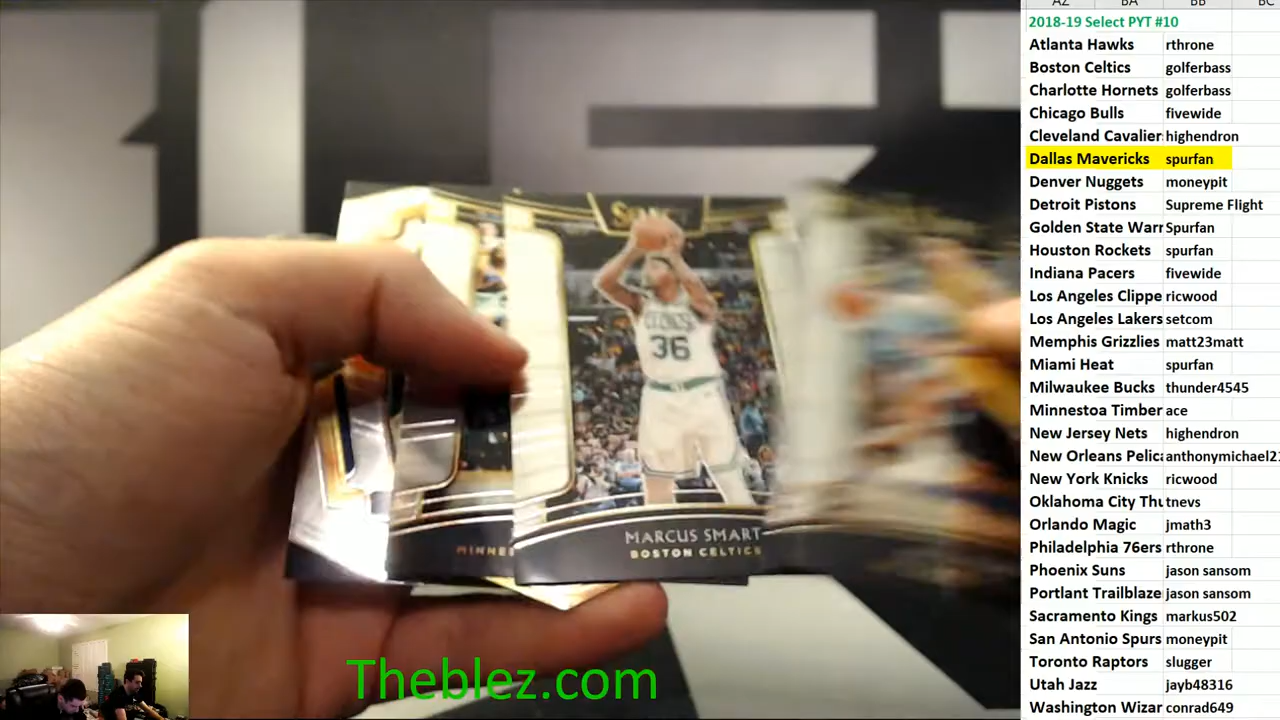 AZ BA BB BC
2018-19 Select PYT #10
Atlanta Hawks rthrone
Boston Celtics golferbass
Charlotte Hornets golferbass
Chicago Bulls fivewide
Cleveland Cavalier highendron
Dallas Mavericks spurfan
Denver Nuggets moneypit
Detroit Pistons Supreme Flight
Golden State Warr Spurfan
Houston Rockets spurfan
Indiana Pacers fivewide
Los Angeles Clippe ricwood
Los Angeles Lakers setcom
Memphis Grizzlies matt23matt
Miami Heat spurfan
Milwaukee Bucks thunder4545
Minnestoa Timber ace
New Jersey Nets highendron
New Orleans Pelica anthonymichael21
New York Knicks ricwood
Oklahoma City Thu tnevs
Orlando Magic jmath3
Philadelphia 76ers rthrone
Phoenix Suns jason sansom
Portlant Trailblaze jason sansom
Sacramento Kings markus502
San Antonio Spurs moneypit
Toronto Raptors slugger
Utah Jazz jayb48316
Washington Wizar conrad649
Select
CELTICS
36
MARCUS SMART
BOSTON CELTICS
MINNES
Theblez.com